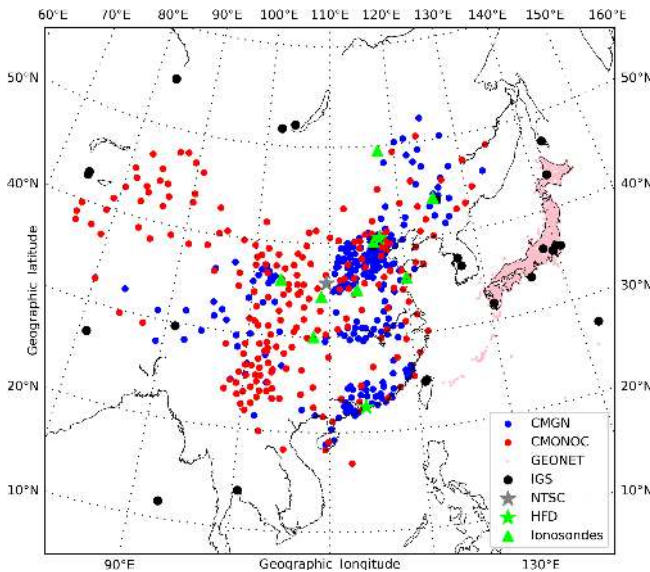 60°E 70°E 80°E 90°E 100°E 110°E 120°E 130°E 140°E 150°E 160°E
50°N
50°N
40°N
40°N
30°N
30°N
20°N
20°N
10°N
10°N
Geographic latitude
CMGN
CMONOC
GEONET
IGS
NTSC
HFD
Ionosondes
90°E
Geographic longitude
130°E